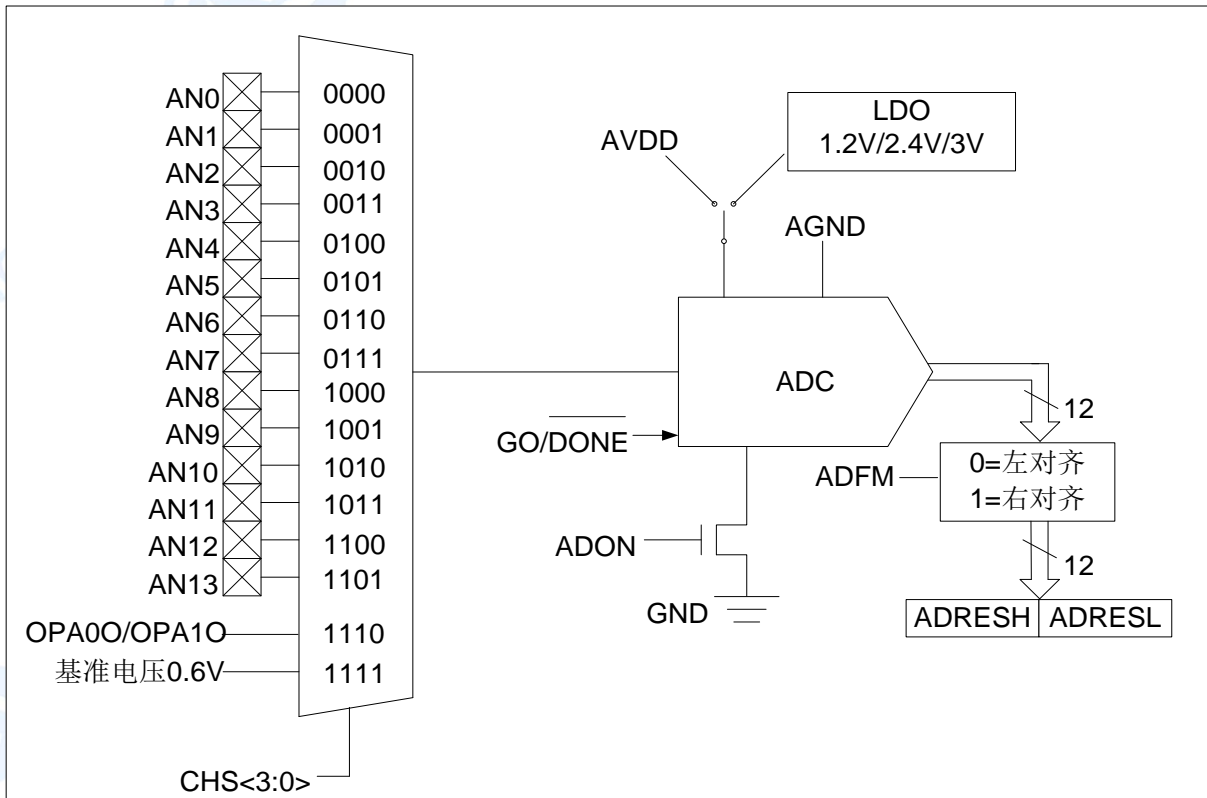 AN0 0000
AN1 0001
AN2 0010
AN3 0011
AN4 0100
AN5 0101
AN6 0110
AN7 0111
AN8 1000
AN9 1001
AN10 1010
AN11 1011
AN12 1100
AN13 1101
OPA0O/OPA1O 1110
基准电压0.6V 1111
CHS<3:0>
AVDD
LDO
1.2V/2.4V/3V
AGND
ADC
GO/DONE
ADON
GND
12
ADFM
0=左对齐
1=右对齐
12
ADRESH ADRESL